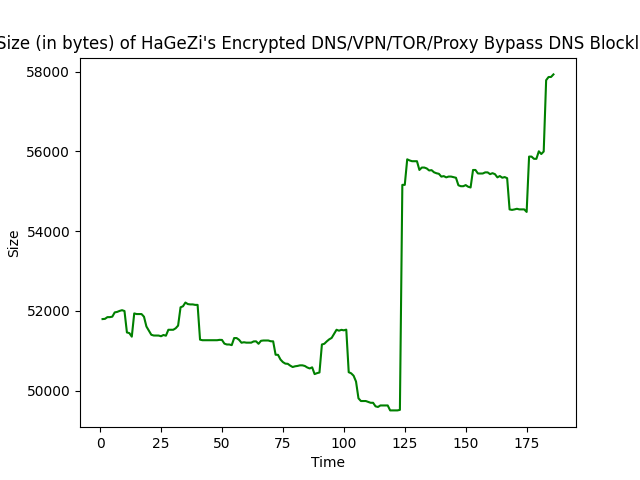 Size (in bytes) of HaGeZi's Encrypted DNS/VPN/TOR/Proxy Bypass DNS Blockl
58000
56000
54000
52000
50000
Size
0 25 50 75 100 125 150 175
Time